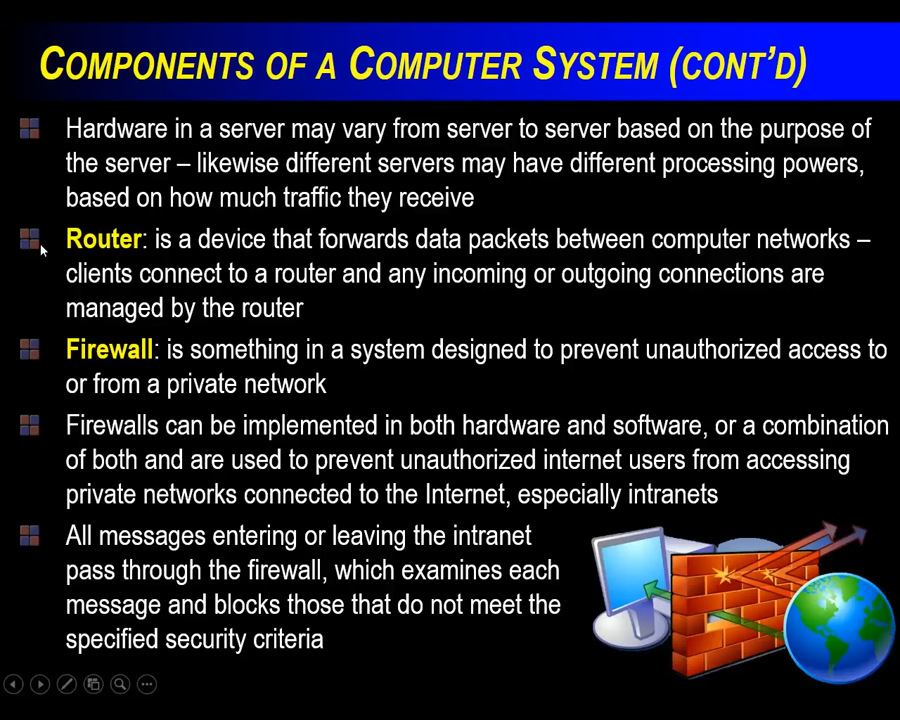 COMPONENTS OF A COMPUTER SYSTEM (CONT'D)
Hardware in a server may vary from server to server based on the purpose of
the server – likewise different servers may have different processing powers,
based on how much traffic they receive
Router: is a device that forwards data packets between computer networks –
clients connect to a router and any incoming or outgoing connections are
managed by the router
Firewall: is something in a system designed to prevent unauthorized access to
or from a private network
Firewalls can be implemented in both hardware and software, or a combination
of both and are used to prevent unauthorized internet users from accessing
private networks connected to the Internet, especially intranets
All messages entering or leaving the intranet
pass through the firewall, which examines each
message and blocks those that do not meet the
specified security criteria